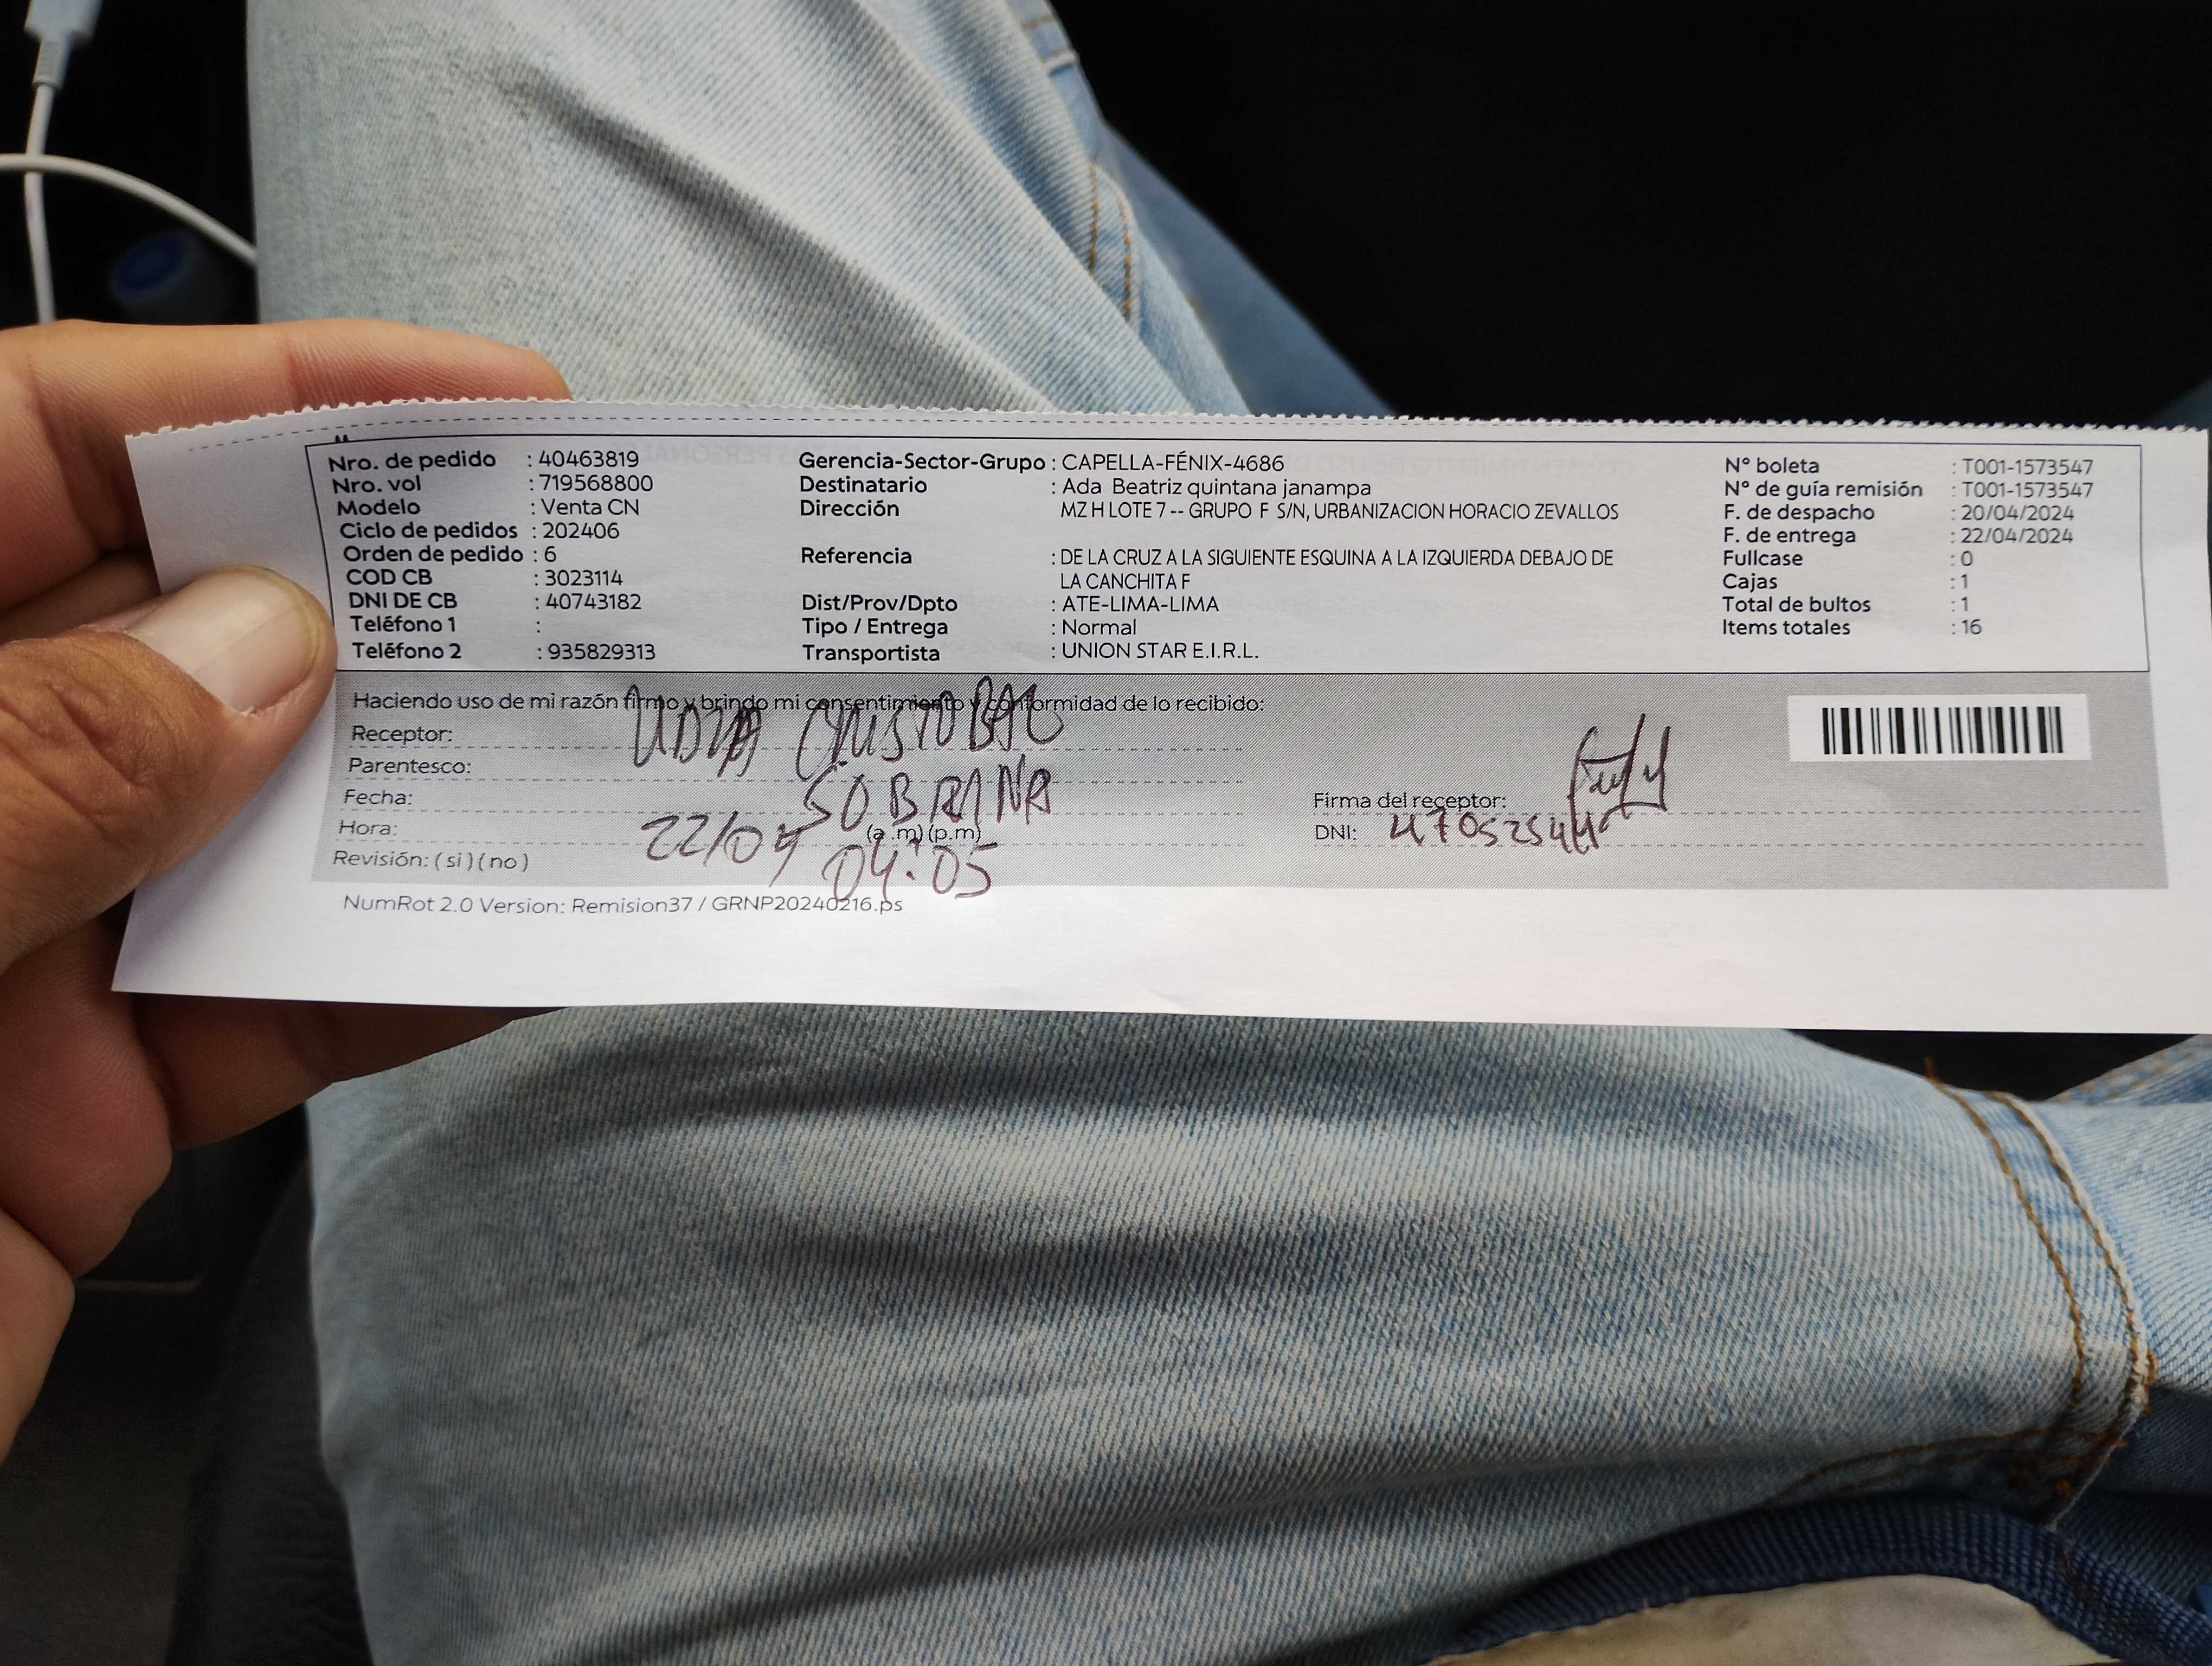 Nro. de pedido : 40463819
Nro. vol : 719568800
Modelo : Venta CN
Ciclo de pedidos : 202406
Orden de pedido : 6
COD CB : 3023114
DNI DE CB : 40743182
Teléfono 1 :
Teléfono 2 : 935829313
Gerencia-Sector-Grupo : CAPELLA-FÉNIX-4686
Destinatario : Ada Beatriz quintana janampa
Dirección MZ H LOTE 7 -- GRUPO F S/N, URBANIZACION HORACIO ZEVALLOS
Referencia : DE LA CRUZ A LA SIGUIENTE ESQUINA A LA IZQUIERDA DEBAJO DE
LA CANCHITA F
Dist/Prov/Dpto : ATE-LIMA-LIMA
Tipo / Entrega : Normal
Transportista : UNION STAR E.I.R.L.
N° boleta : T001-1573547
N° de guía remisión : T001-1573547
F. de despacho : 20/04/2024
F. de entrega : 22/04/2024
Fullcase : 0
Cajas : 1
Total de bultos : 1
Items totales : 16
Haciendo uso de mi razón firmo y brindo mi consentimiento y conformidad de lo recibido:
Receptor: CRISTOBAL
Parentesco: SOBRINA
Fecha: 22/04
Hora: (a .m) (p.m) 04:05
Revisión: ( si ) ( no )
Firma del receptor:
DNI:
NumRot 2.0 Version: Remision37 / GRNP20240216.ps